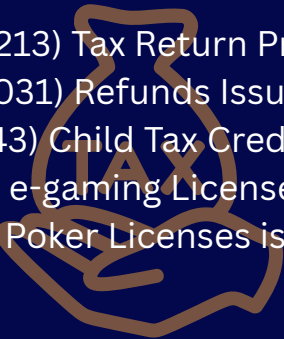 213) Tax Return Pr
031) Refunds Issu
43) Child Tax Cred
e-gaming License
Poker Licenses is
TAX